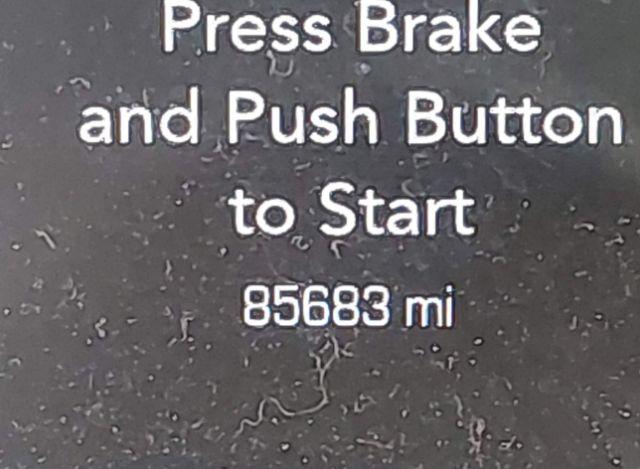 Press Brake
and Push Button
to Start
85683 mi